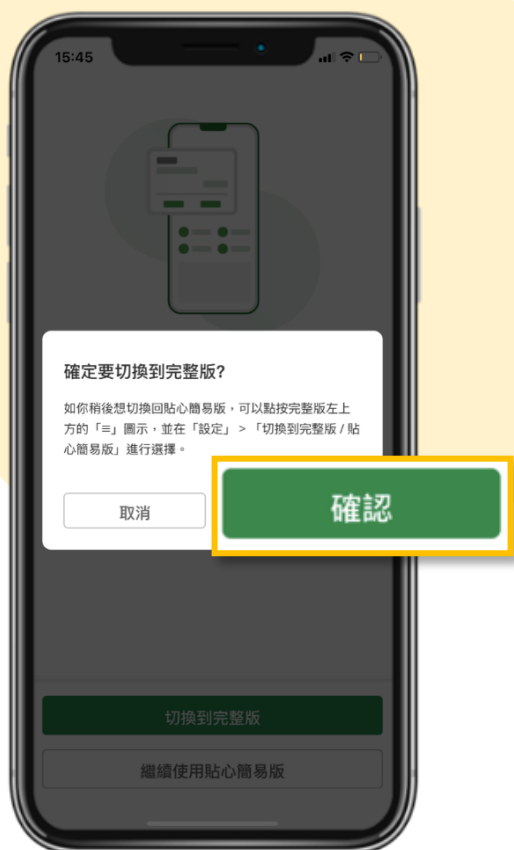 15:45
確定要切換到完整版?
如你稍後想切換回貼心簡易版，可以點按完整版左上
方的「≡」圖示，並在「設定」 > 「切換到完整版 / 貼
心簡易版」進行選擇。
取消
確認
切換到完整版
繼續使用貼心簡易版